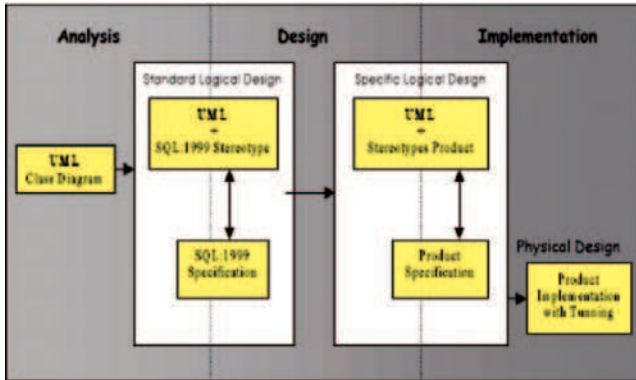 Analysis
Design
Implementation
Standard Logical Design
Specific Logical Design
UML
+
SQL:1999 Stereotype
UML
+
Stereotypes Product
UML
Class Diagram
SQL:1999
Specification
Product
Specification
Physical Design
Product
Implementation
with Tunning